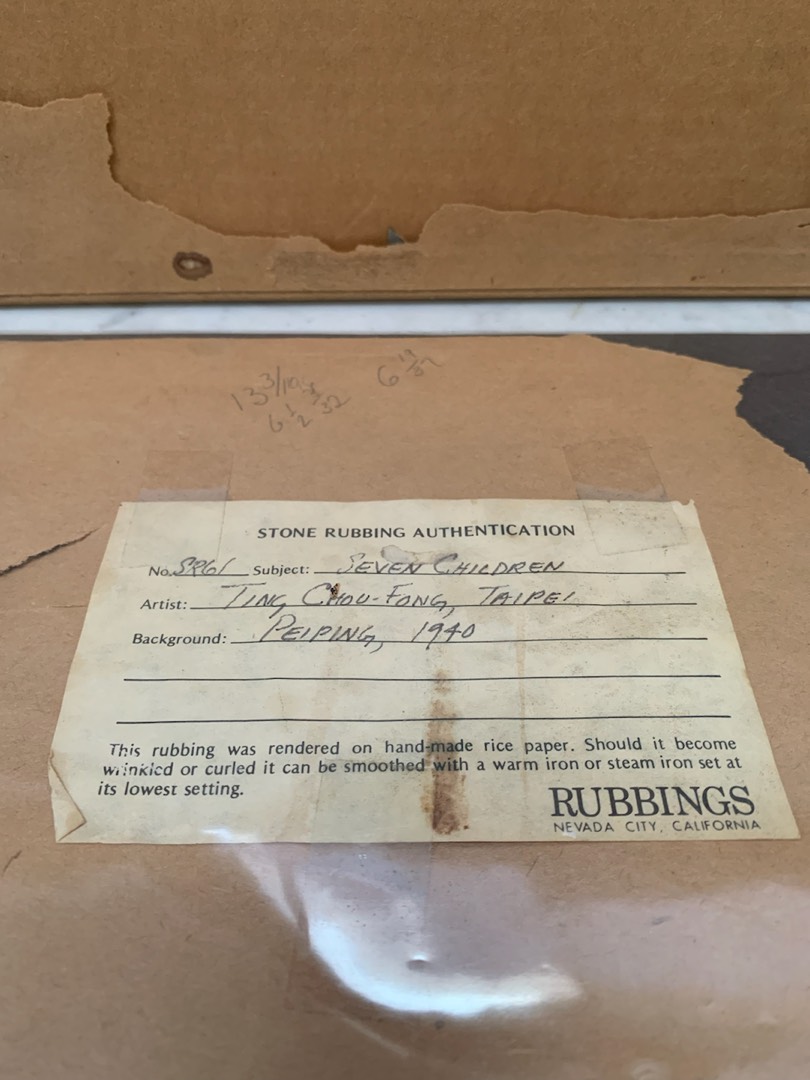 13 3/16
6 1/2
6 19/32
STONE RUBBING AUTHENTICATION
No. SR61 Subject: SEVEN CHILDREN
Artist: TING CHOU-FONG, TAIPEI
Background: PEIPING, 1940
This rubbing was rendered on hand-made rice paper. Should it become
wrinkled or curled it can be smoothed with a warm iron or steam iron set at
its lowest setting.
RUBBINGS
NEVADA CITY, CALIFORNIA